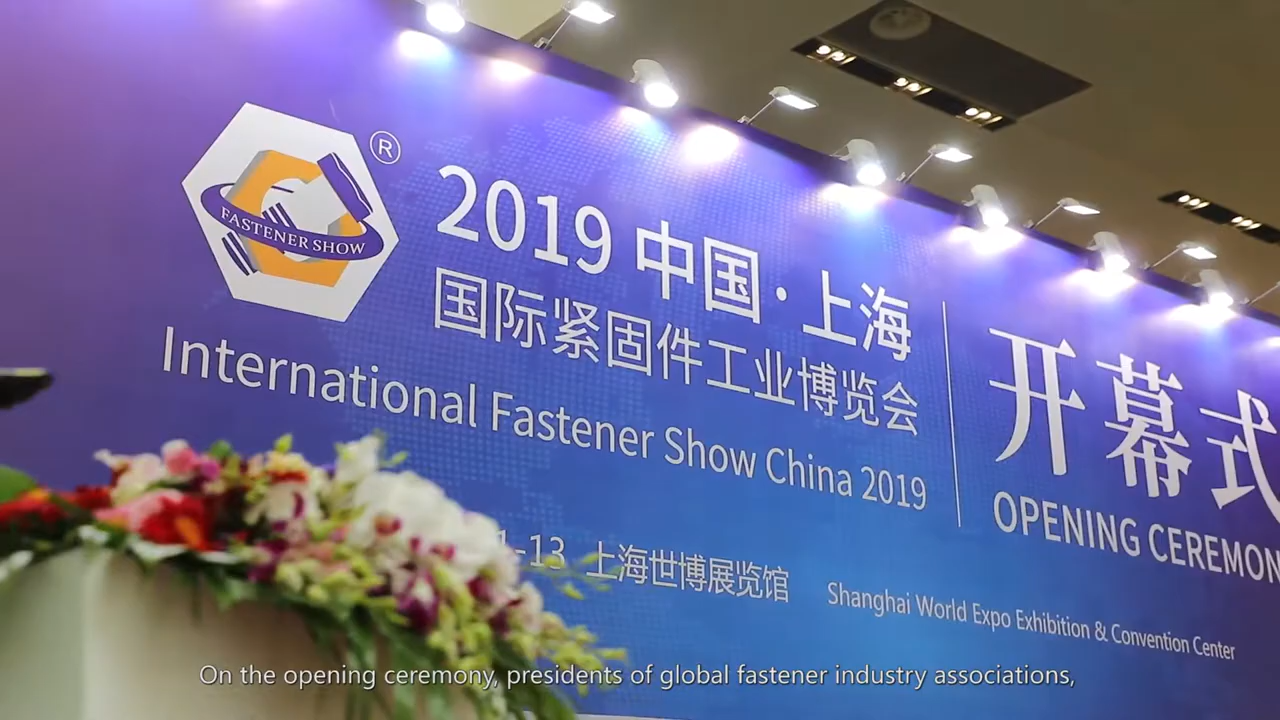 ®
FASTENER SHOW
2019 中国·上海
国际紧固件工业博览会
International Fastener Show China 2019
开幕式
OPENING CEREMON
1-13 上海世博展览馆
Shanghai World Expo Exhibition & Convention Center
On the opening ceremony, presidents of global fastener industry associations,